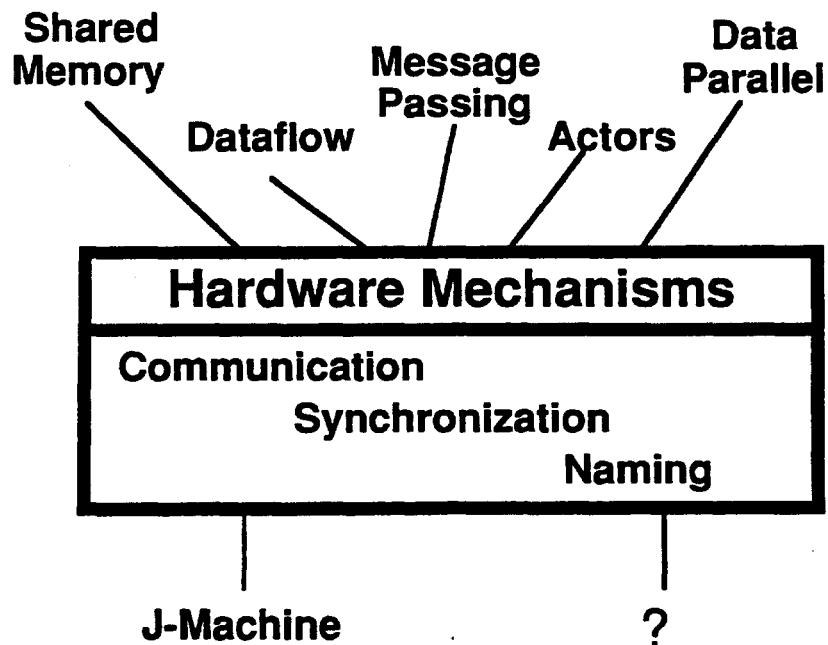 Shared
Memory
Dataflow
Message
Passing
Actors
Data
Parallel
Hardware Mechanisms
Communication
Synchronization
Naming
J-Machine
?